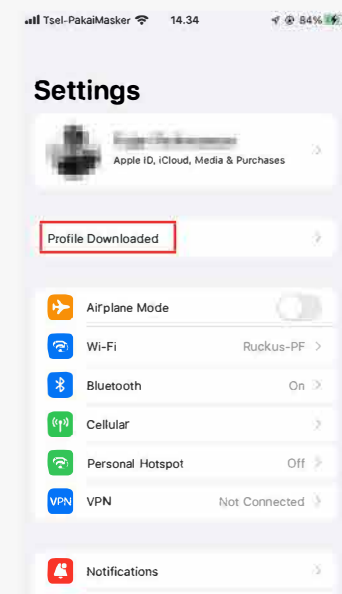 Tsel-PakaiMasker 14.34 84%
Settings
Apple ID, iCloud, Media & Purchases
Profile Downloaded
Airplane Mode
Wi-Fi Ruckus-PF
Bluetooth On
Cellular
Personal Hotspot Off
VPN VPN Not Connected
Notifications